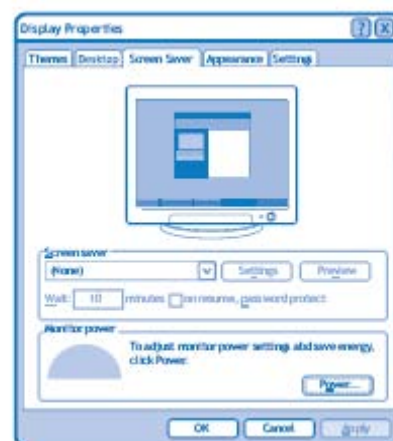 Display Properties
Themes Desktop Screen Saver Appearance Settings
Screen saver
(None)
Settings
Preview
Wait: 10 minutes on resume, password protect
Monitor power
To adjust monitor power settings abd save energy,
click Power.
Power...
OK
Cancel
Apply